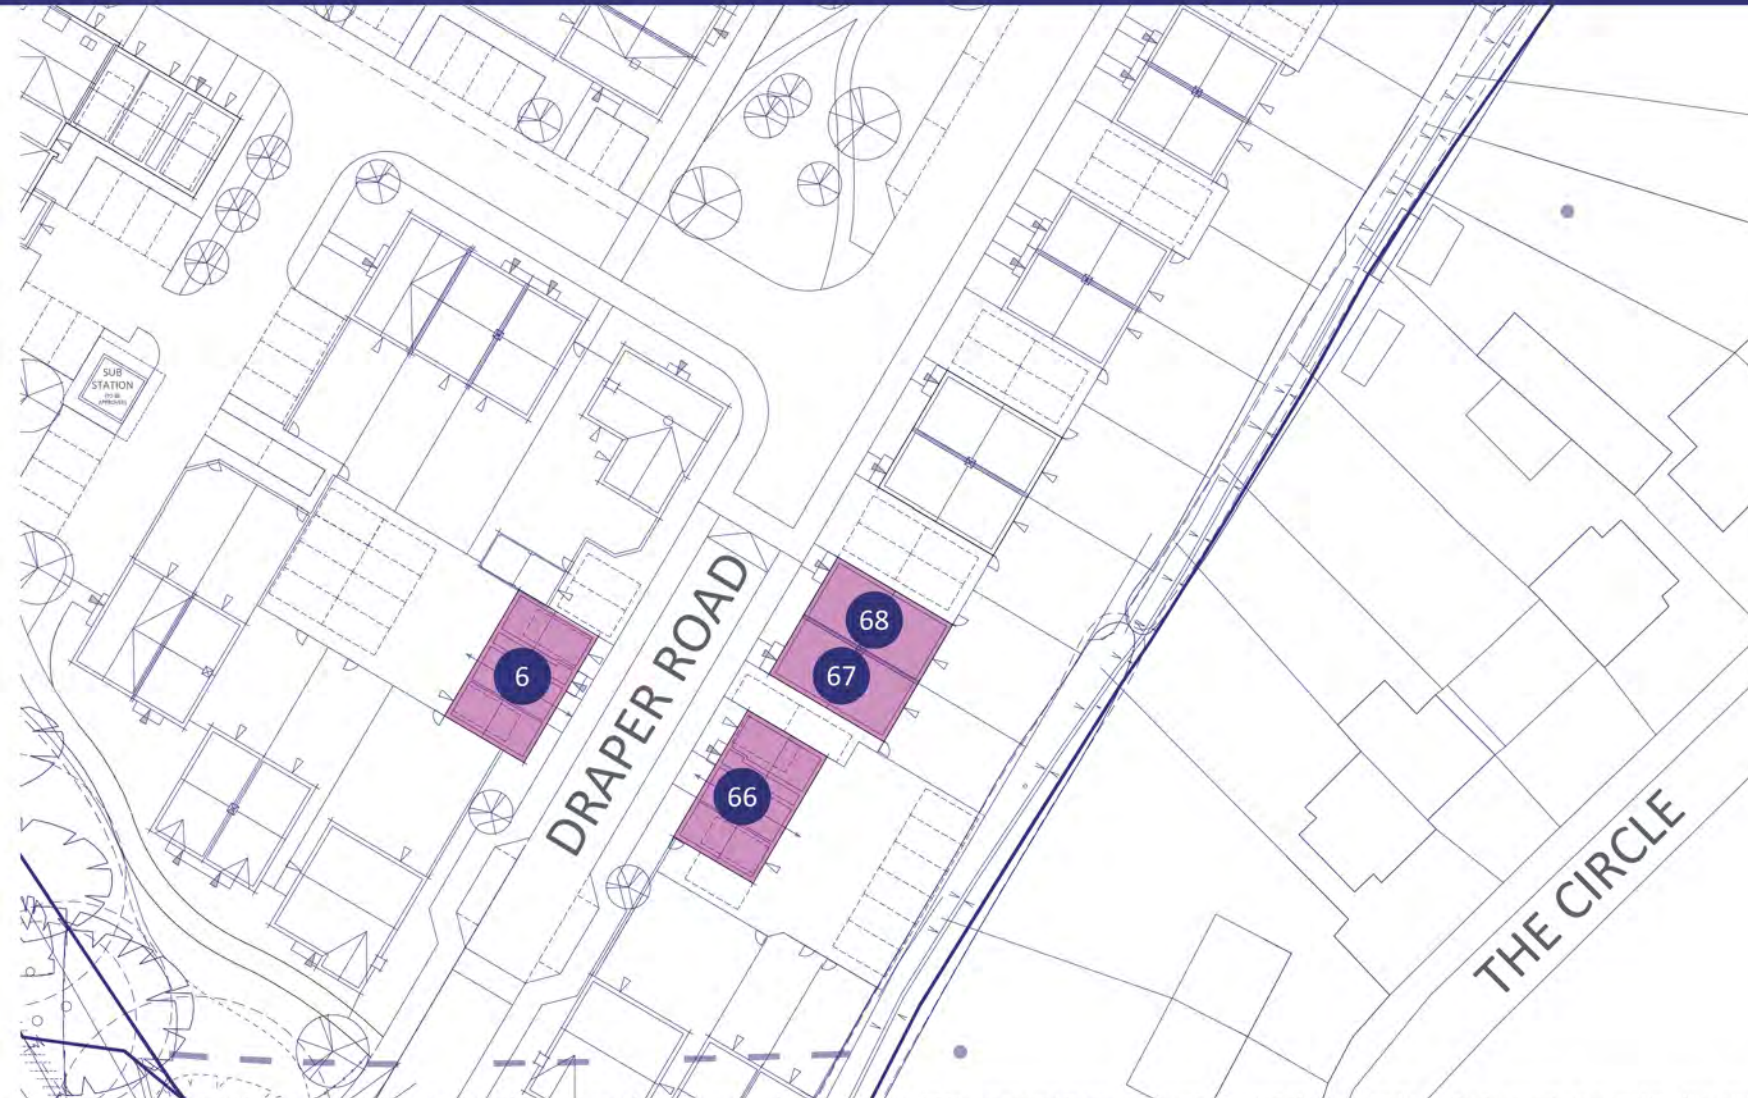 SUB
STATION
68
67
6
66
DRAPER ROAD
THE CIRCLE